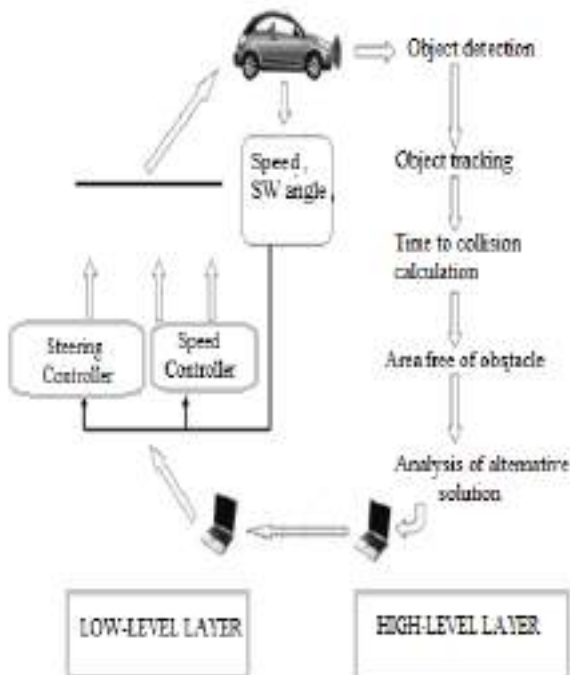 Object detection
Speed ,
SW angle ,
Object tracking
Time to collision
calculation
Steering
Controller
Speed
Controller
Area free of obstacle
Analysis of alternative
solution
LOW-LEVEL LAYER
HIGH-LEVEL LAYER